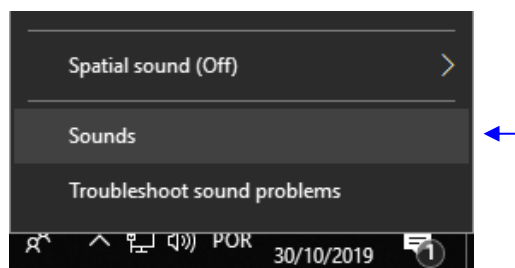 Spatial sound (Off)
Sounds
Troubleshoot sound problems
POR
30/10/2019
1